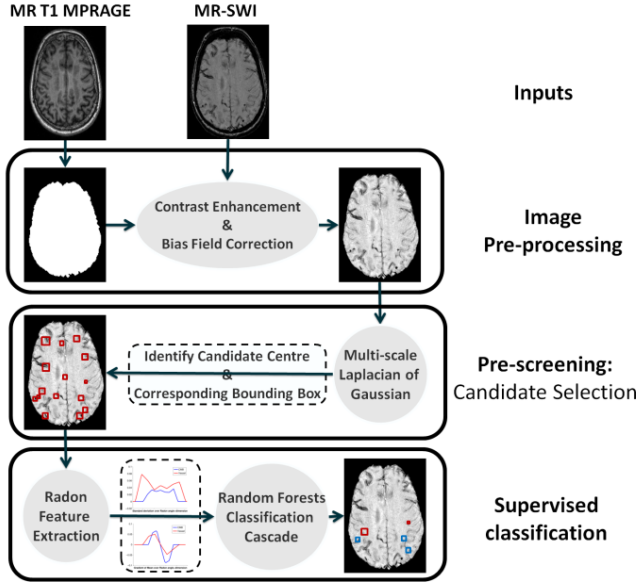 MR T1 MPRAGE
MR-SWI
Inputs
Contrast Enhancement
&
Bias Field Correction
Image
Pre-processing
Identify Candidate Centre
&
Corresponding Bounding Box
Multi-scale
Laplacian of
Gaussian
Pre-screening:
Candidate Selection
Radon
Feature
Extraction
Random Forests
Classification
Cascade
Supervised
classification